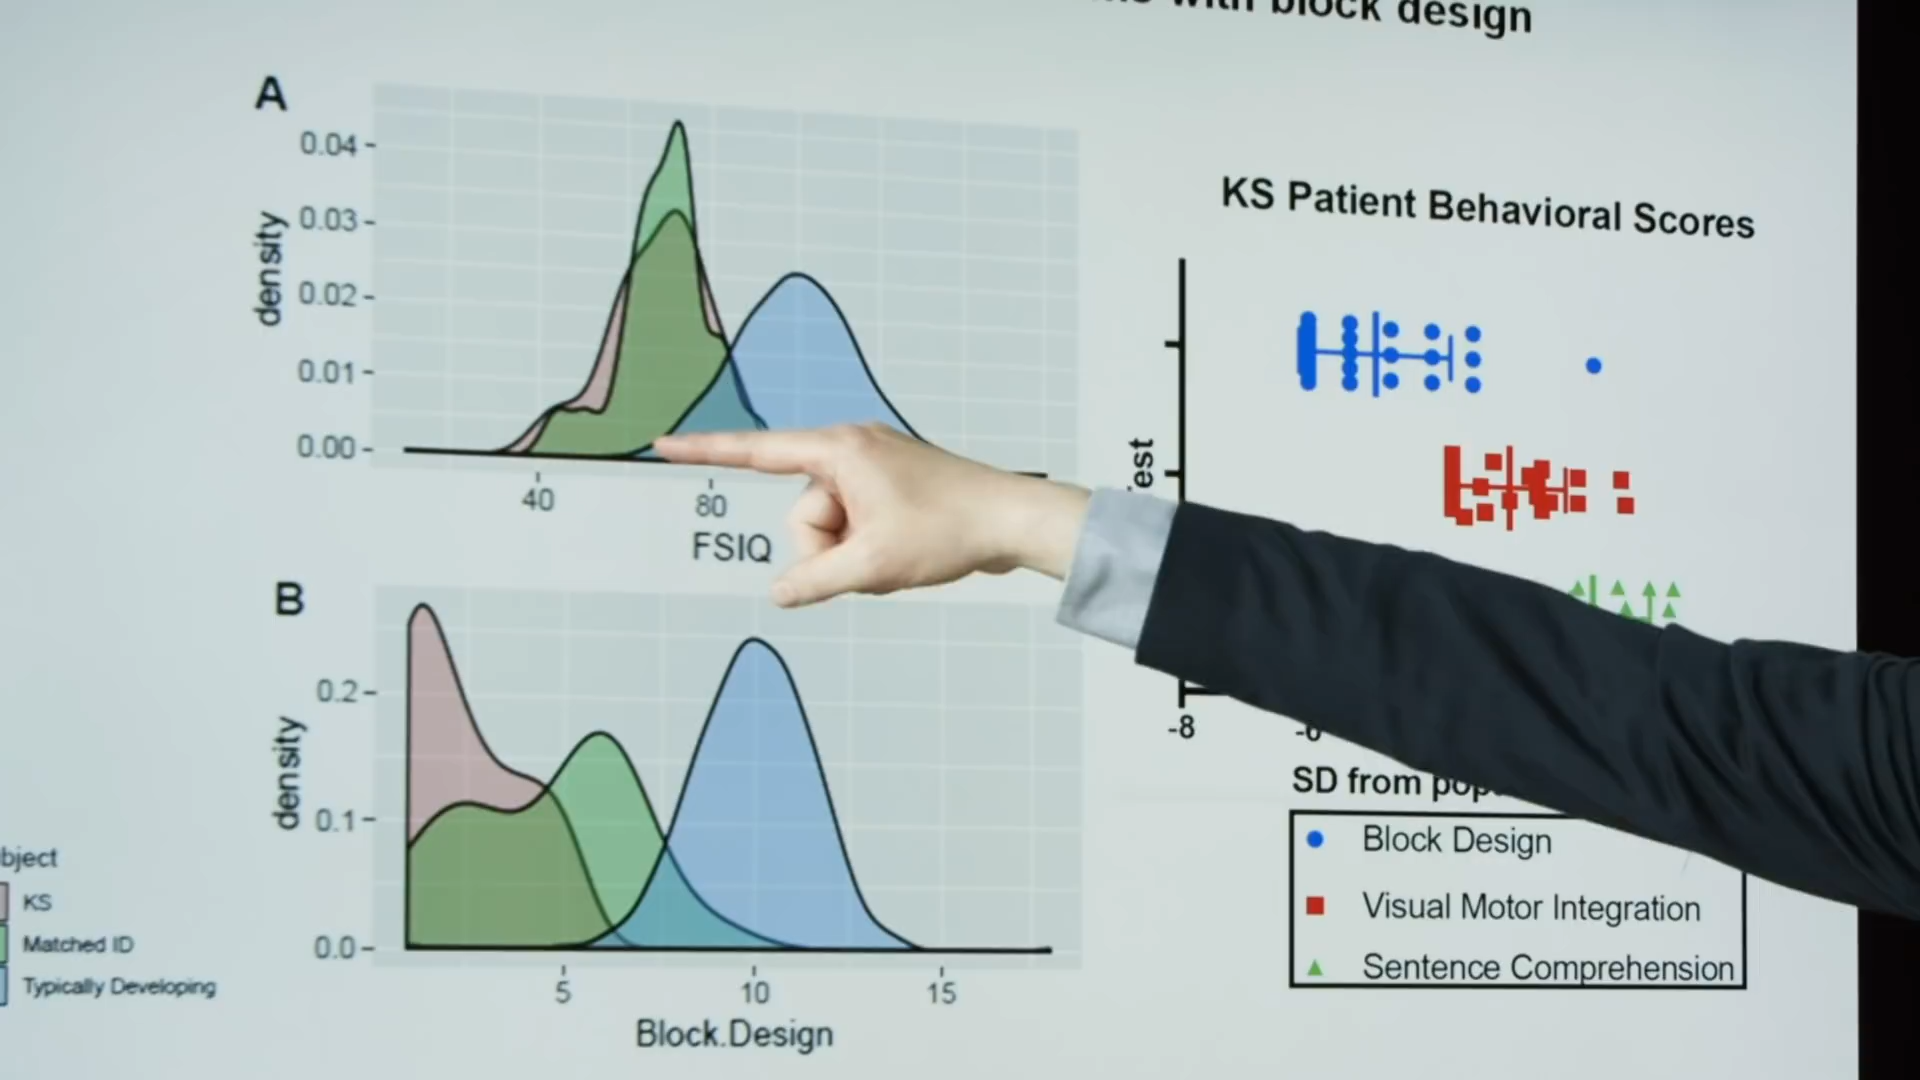 with block design
A
0.04
0.03
0.02
0.01
0.00
density
40
80
FSIQ
B
0.2
0.1
0.0
density
5
10
15
Block.Design
KS
Matched ID
Typically Developing
KS Patient Behavioral Scores
-8
SD from
Block Design
Visual Motor Integration
Sentence Comprehension